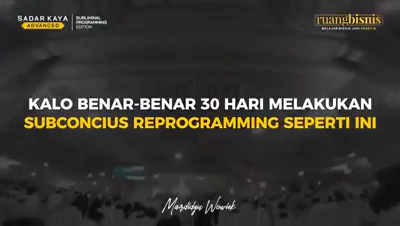 SADAR KAYA
ADVANCED
SUBLIMINAL
PROGRAMMING
EDITION
ruangbisnis
BELAJAR BISNIS JADI PRAKTIS
KALO BENAR-BENAR 30 HARI MELAKUKAN
SUBCONCIUS REPROGRAMMING SEPERTI INI
Mardigu Wowiek